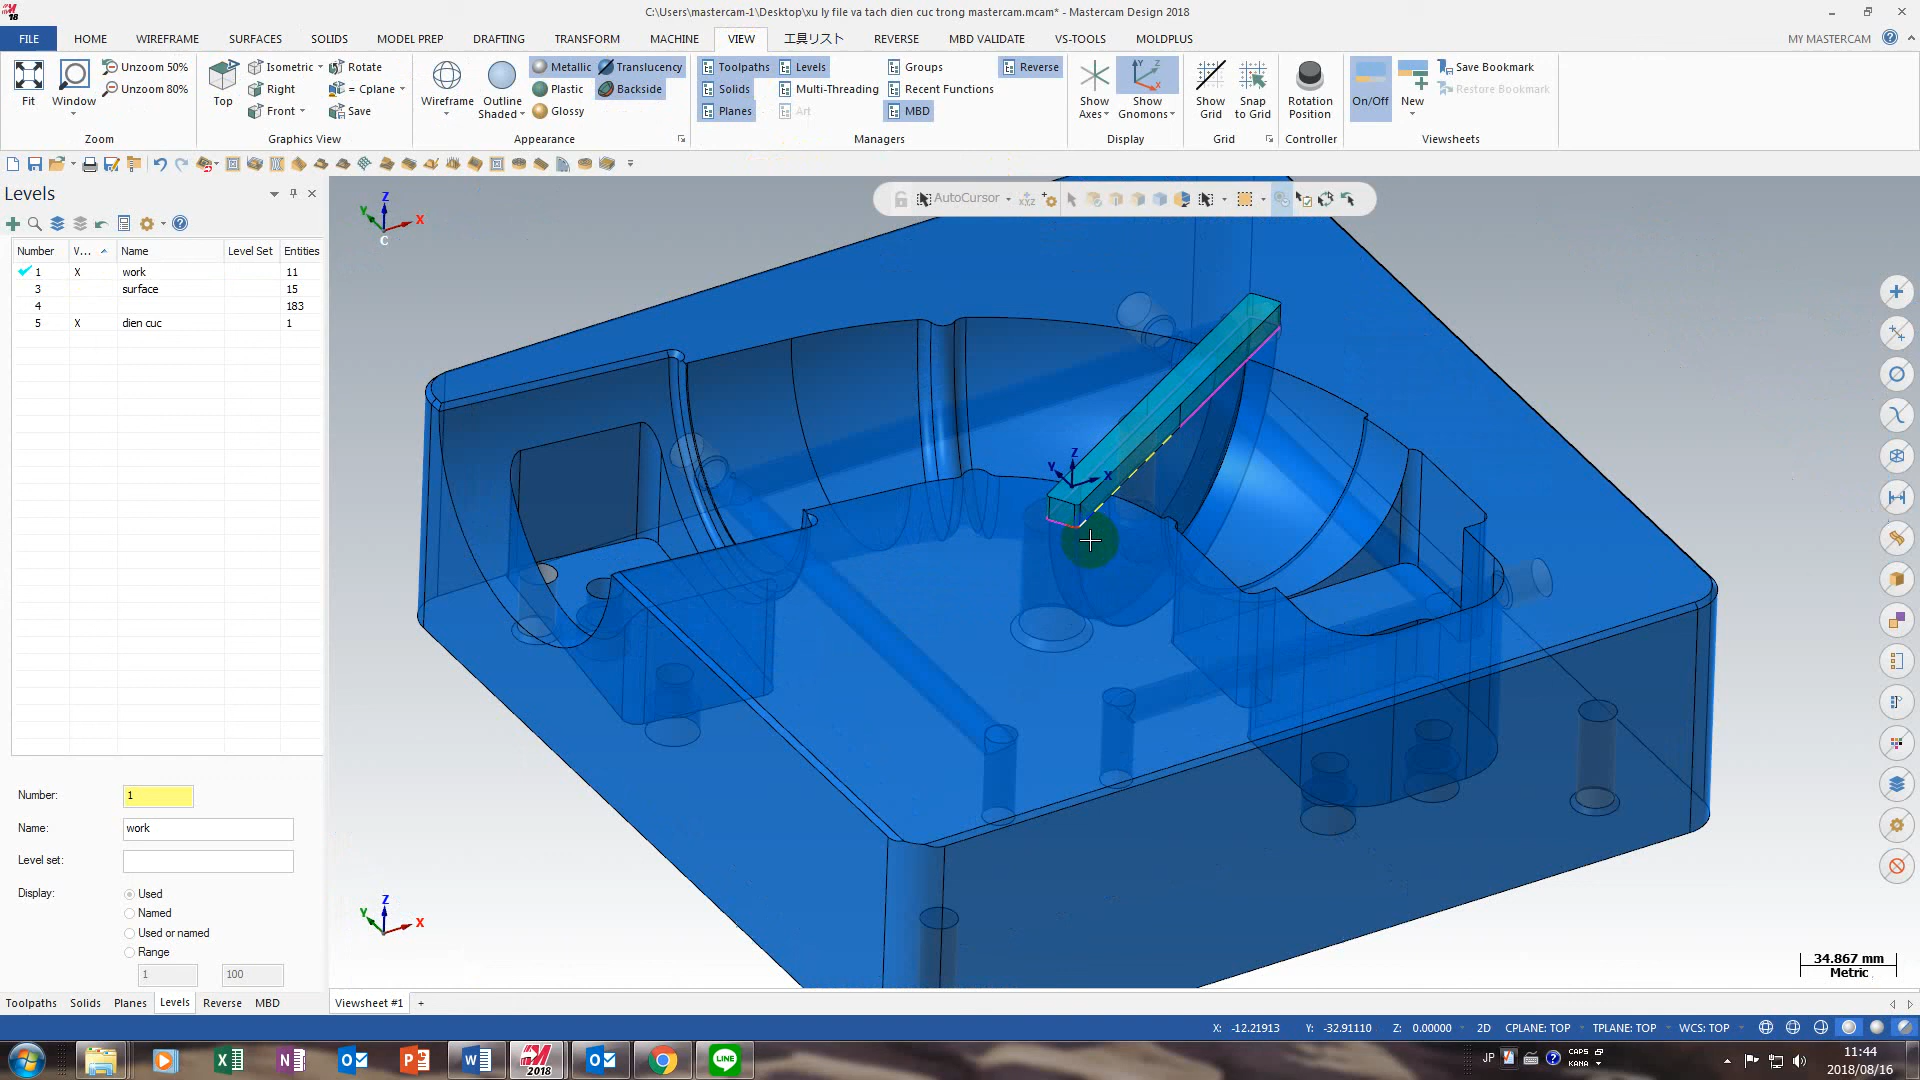 C:\Users\mastercam-1\Desktop\xu ly file va tach dien cuc trong mastercam.mcam* - Mastercam Design 2018
FILE HOME WIREFRAME SURFACES SOLIDS MODEL PREP DRAFTING TRANSFORM MACHINE VIEW 工具リスト REVERSE MBD VALIDATE VS-TOOLS MOLDPLUS MY MASTERCAM
Fit
Window
Unzoom 50%
Unzoom 80%
Zoom
Top
Isometric
Right
Front
Rotate
= Cplane
Save
Graphics View
Wireframe
Outline Shaded
Metallic
Plastic
Glossy
Translucency
Backside
Appearance
Toolpaths
Solids
Planes
Levels
Multi-Threading
Art
Groups
Recent Functions
MBD
Reverse
Managers
Show Axes
Show Gnomons
Display
Show Grid
Snap to Grid
Grid
Rotation Position
Controller
On/Off
New
Save Bookmark
Restore Bookmark
Viewsheets
AutoCursor
Levels
Number V... Name Level Set Entities
1 X work 11
3 surface 15
4 183
5 X dien cuc 1
Number: 1
Name: work
Level set:
Display: Used
Named
Used or named
Range
1 100
Z
Y
X
C
Z
Y
X
Z
Y
X
34.867 mm
Metric
Toolpaths Solids Planes Levels Reverse MBD
Viewsheet #1 +
X: -12.21913 Y: -32.91110 Z: 0.00000 2D CPLANE: TOP TPLANE: TOP WCS: TOP
2018
LINE
JP
CAPS
KANA
11:44
2018/08/16